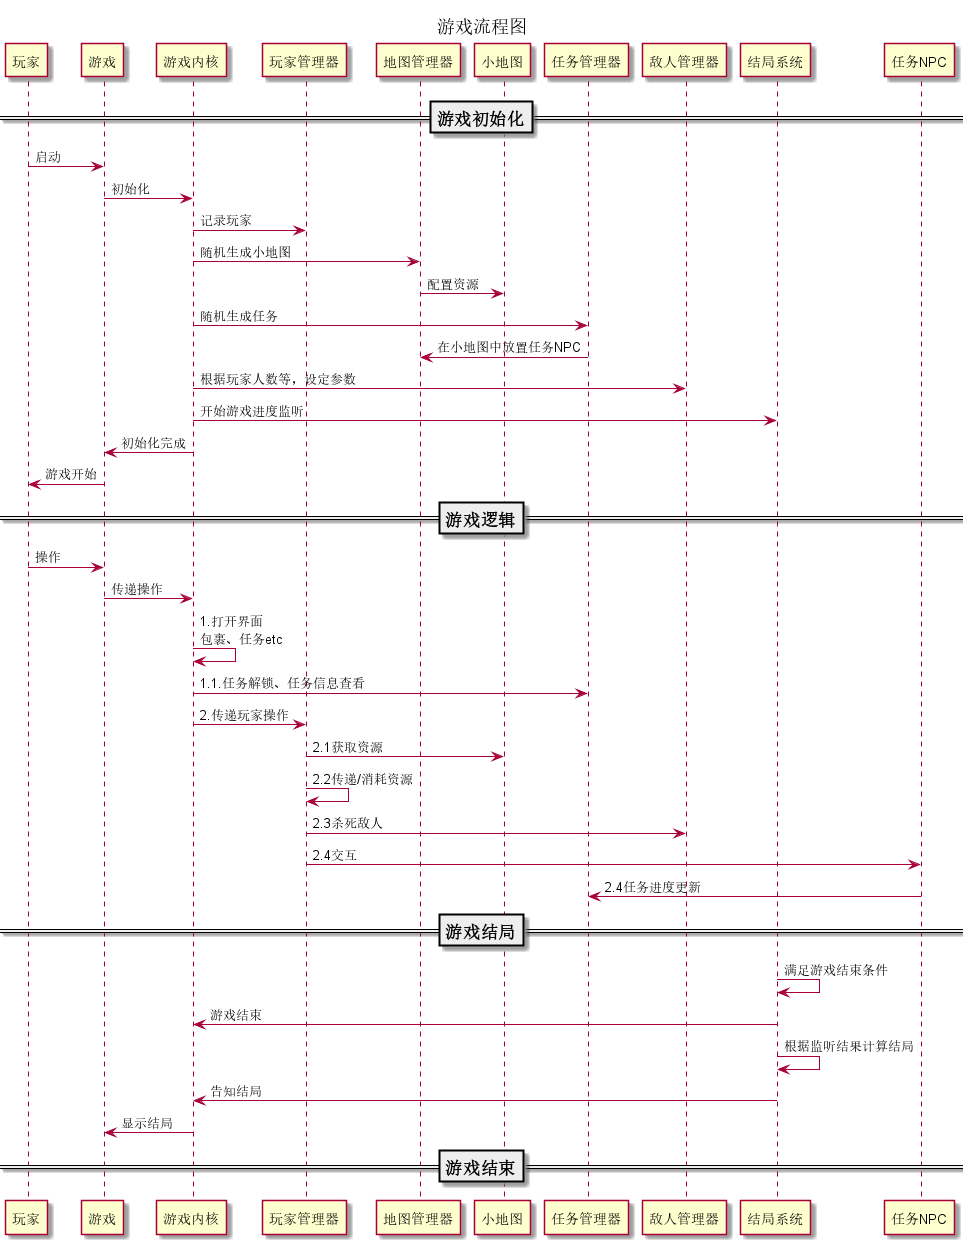 游戏流程图
玩家 游戏 游戏内核 玩家管理器 地图管理器 小地图 任务管理器 敌人管理器 结局系统 任务NPC
游戏初始化
启动
初始化
记录玩家
随机生成小地图
配置资源
随机生成任务
在小地图中放置任务NPC
根据玩家人数等，设定参数
开始游戏进度监听
初始化完成
游戏开始
游戏逻辑
操作
传递操作
1.打开界面
包裹、任务etc
1.1.任务解锁、任务信息查看
2.传递玩家操作
2.1获取资源
2.2传递/消耗资源
2.3杀死敌人
2.4交互
2.4任务进度更新
游戏结局
满足游戏结束条件
游戏结束
根据监听结果计算结局
告知结局
显示结局
游戏结束
玩家 游戏 游戏内核 玩家管理器 地图管理器 小地图 任务管理器 敌人管理器 结局系统 任务NPC